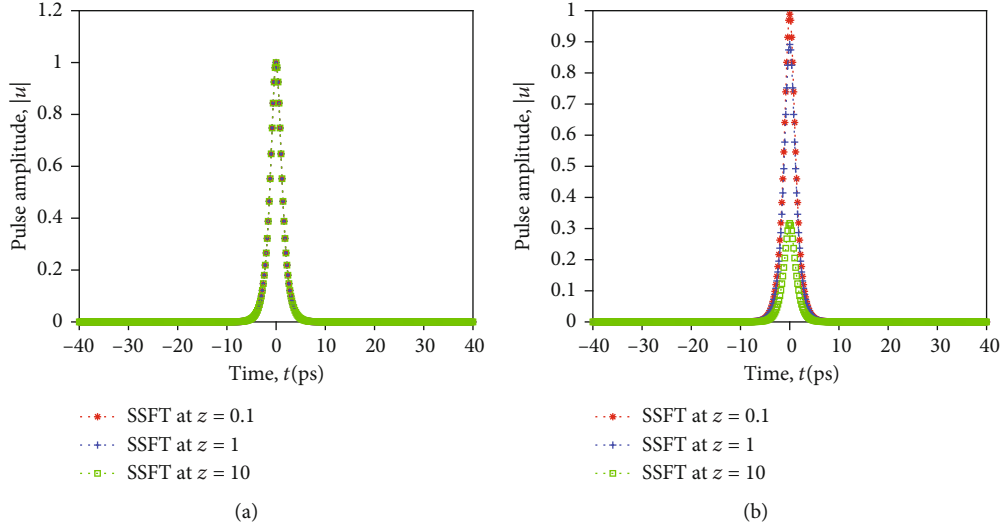 1.2
1
0.8
0.6
0.4
0.2
0
Pulse amplitude, |u|
−40 −30 −20 −10 0 10 20 30 40
Time, t(ps)
SSFT at z = 0.1
SSFT at z = 1
SSFT at z = 10
(a)
1
0.9
0.8
0.7
0.6
0.5
0.4
0.3
0.2
0.1
0
Pulse amplitude, |u|
−40 −30 −20 −10 0 10 20 30 40
Time, t(ps)
SSFT at z = 0.1
SSFT at z = 1
SSFT at z = 10
(b)